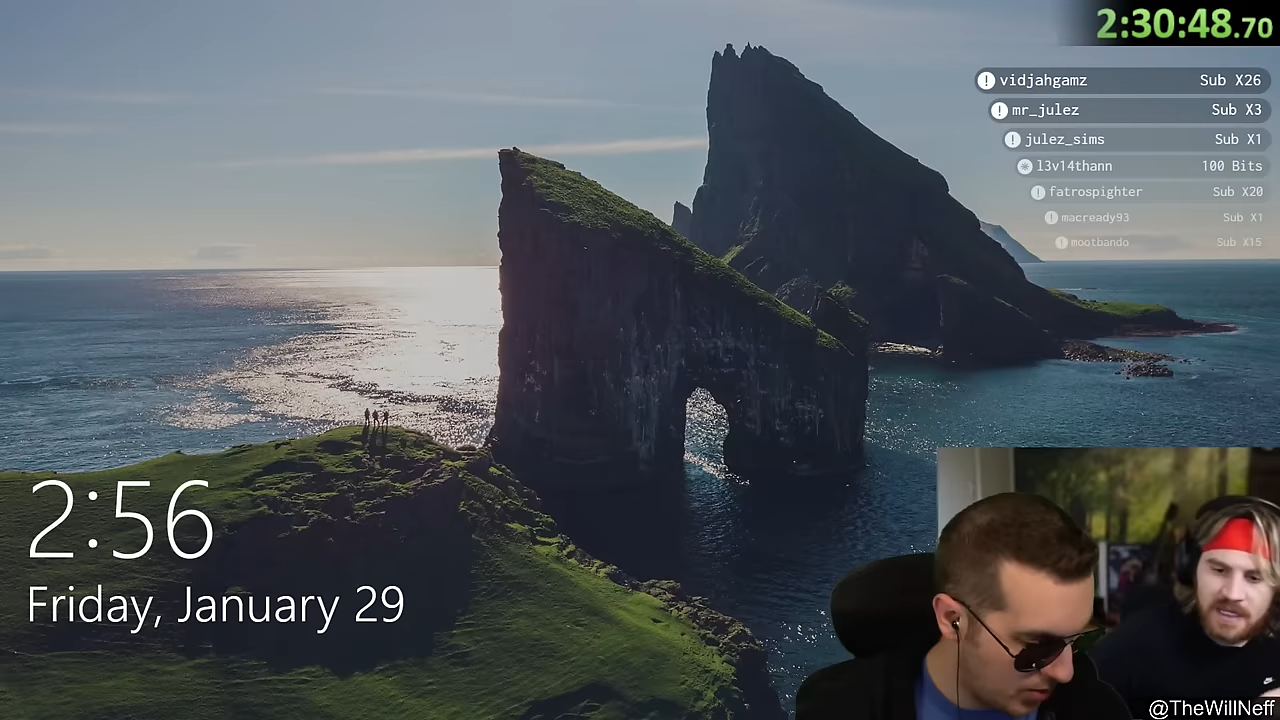 2:30:48.70
vidjahgamz Sub X26
mr_julez Sub X3
julez_sims Sub X1
l3v14thann 100 Bits
fatrospighter Sub X20
macready93 Sub X1
mootbando Sub X15
2:56
Friday, January 29
@TheWillNeff